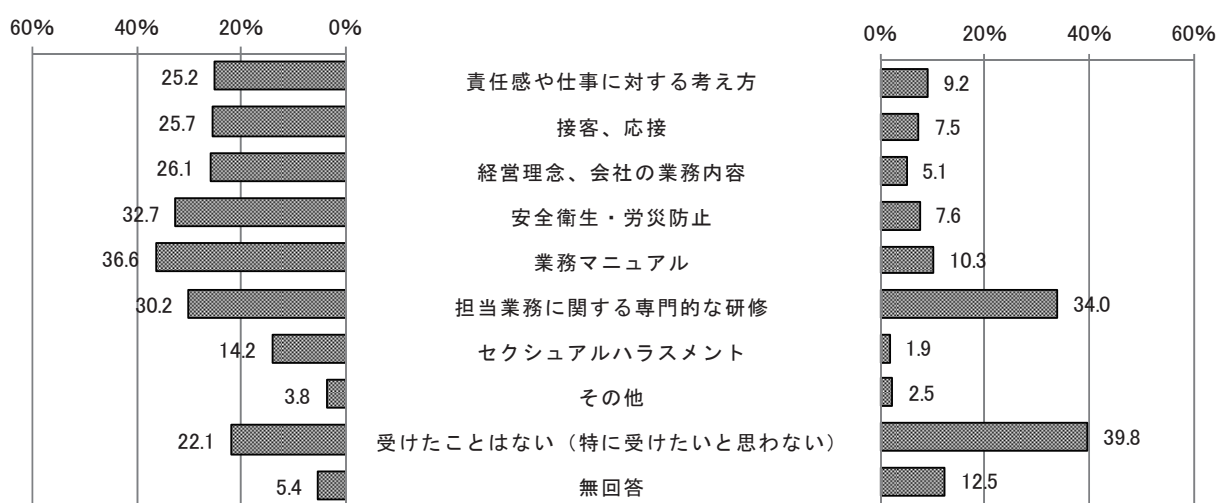 60% 40% 20% 0% 0% 20% 40% 60%
25.2 責任感や仕事に対する考え方 9.2
25.7 接客、応接 7.5
26.1 経営理念、会社の業務内容 5.1
32.7 安全衛生・労災防止 7.6
36.6 業務マニュアル 10.3
30.2 担当業務に関する専門的な研修 34.0
14.2 セクシュアルハラスメント 1.9
3.8 その他 2.5
22.1 受けたことはない（特に受けたいと思わない） 39.8
5.4 無回答 12.5